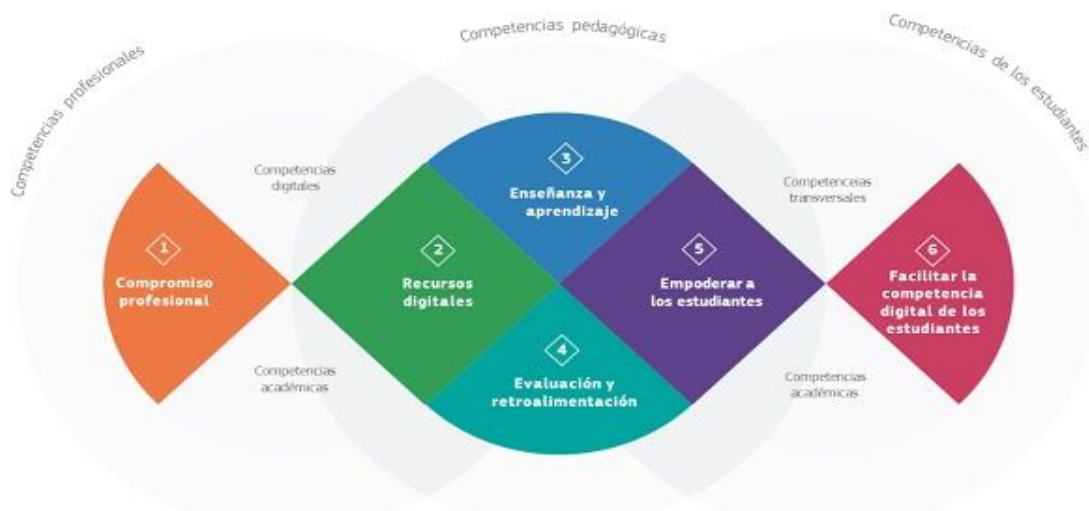 Competencias profesionales
Competencias pedagógicas
Competencias de los estudiantes
Competencias
digitales
Competencias
académicas
1
Compromiso
profesional
2
Recursos
digitales
3
Enseñanza y
aprendizaje
4
Evaluación y
retroalimentación
5
Empoderar a
los estudiantes
Competenceias
transversales
Competencias
académicas
6
Facilitar la
competencia
digital de los
estudiantes